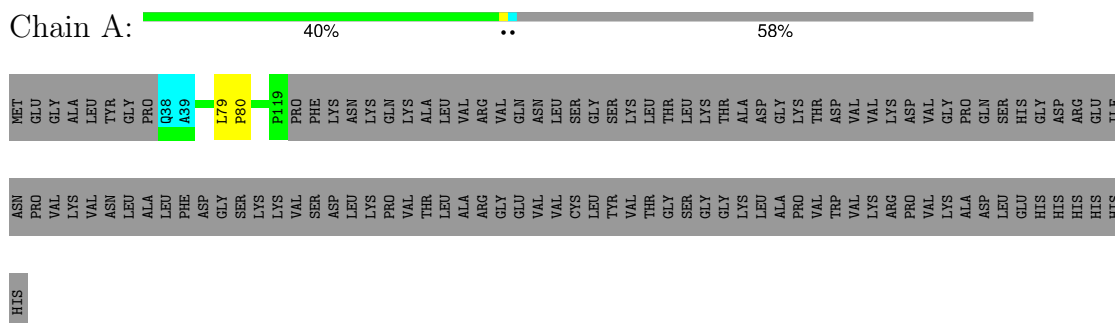 Chain A:
40% •• 58%
MET GLU GLY ALA LEU TYR GLY PRO Q38 A39 L79 P80 P119 PRO PHE LYS ASN LYS GLN LYS ALA LEU VAL ARG VAL GLN ASN LEU SER GLY SER LYS LEU THR LEU LYS THR ALA ASP GLY LYS THR ASP VAL VAL LYS ASP VAL GLY PRO GLN SER HIS GLY ASP ARG GLU ILE
ASN PRO VAL LYS VAL ASN LEU ALA LEU PHE ASP GLY SER LYS LYS VAL SER ASP LEU LYS PRO VAL THR LEU ALA ARG GLY GLU VAL VAL CYS LEU TYR VAL THR GLY SER GLY GLY LYS LEU ALA PRO VAL TRP VAL LYS ARG PRO VAL LYS ALA ASP LEU GLU HIS HIS HIS HIS HIS
HIS